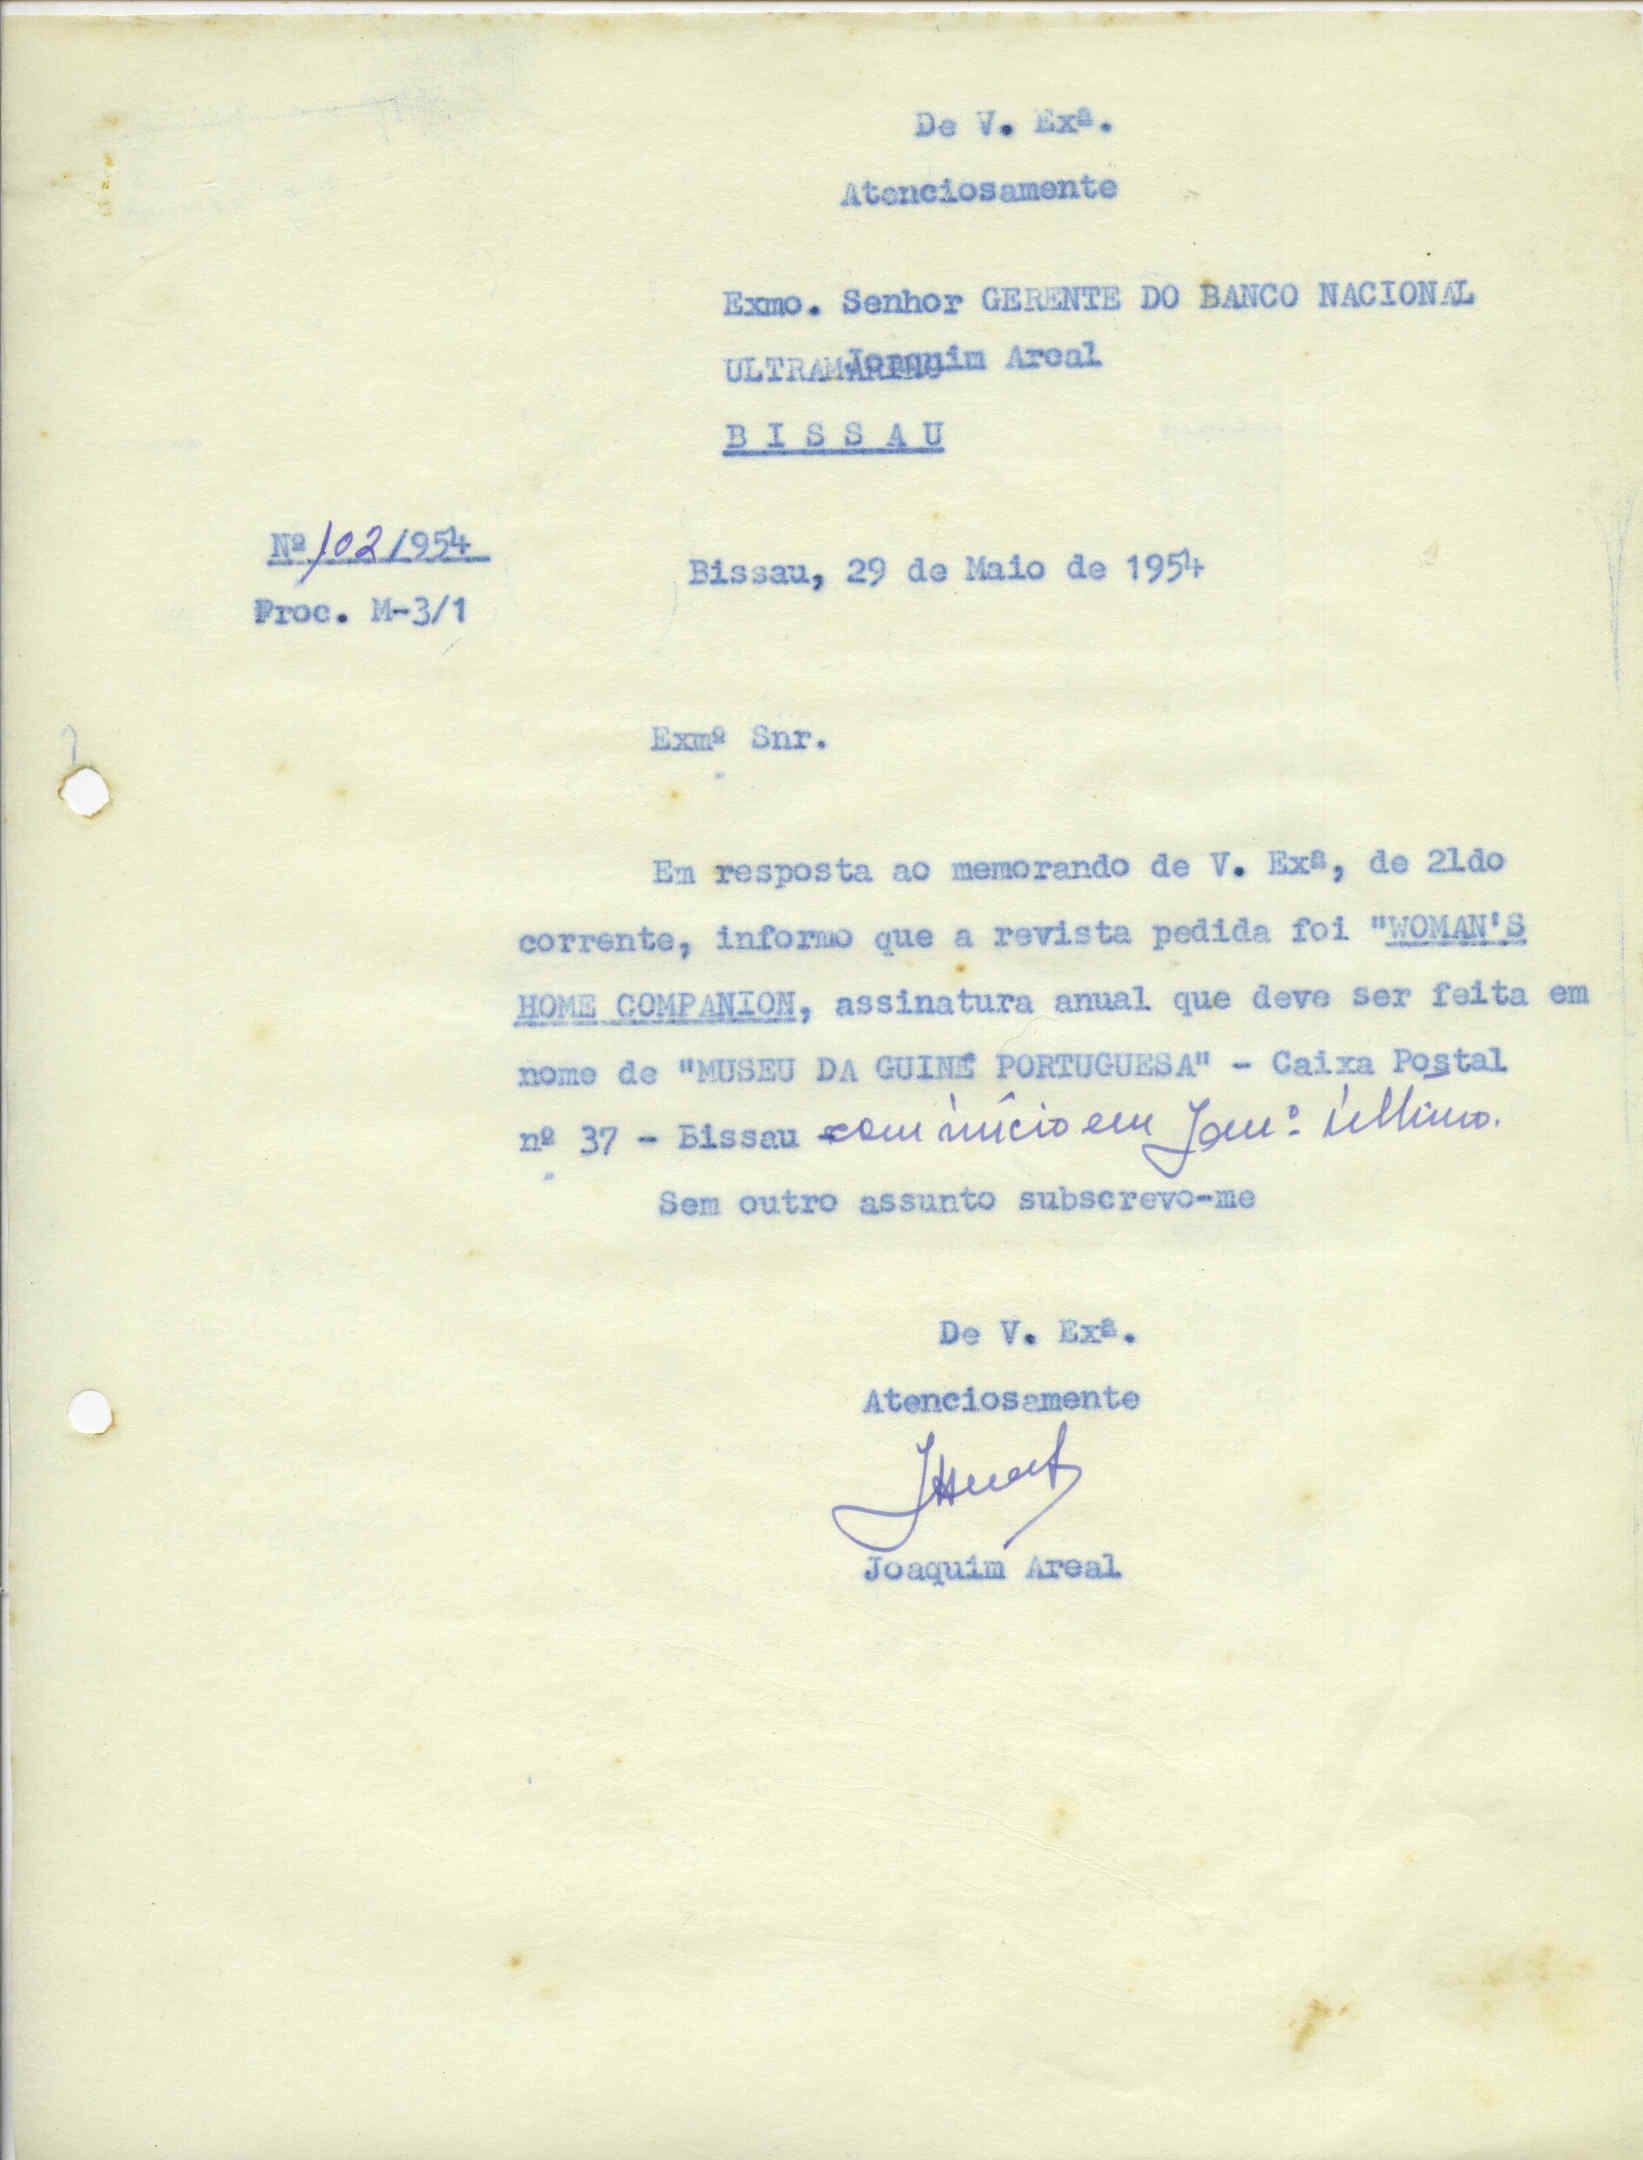 De V. Exª.
Atenciosamente
Exmo. Senhor GERENTE DO BANCO NACIONAL
ULTRAMARINO Joaquim Areal
B I S S A U
Nº 102/954
Bissau, 29 de Maio de 1954
Proc. M-3/1
Exmº Snr.
Em resposta ao memorando de V. Exª, de 21do
corrente, informo que a revista pedida foi "WOMAN'S
HOME COMPANION, assinatura anual que deve ser feita em
nome de "MUSEU DA GUINÉ PORTUGUESA" - Caixa Postal
nº 37 - Bissau com início em Janº último.
Sem outro assunto subscrevo-me
De V. Exª.
Atenciosamente
JAreal
Joaquim Areal